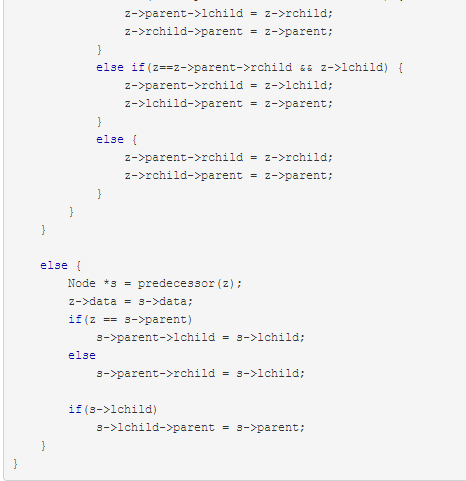 z->parent->lchild = z->rchild;
z->rchild->parent = z->parent;
}
else if(z==z->parent->rchild && z->lchild) {
z->parent->rchild = z->lchild;
z->lchild->parent = z->parent;
}
else {
z->parent->rchild = z->rchild;
z->rchild->parent = z->parent;
}
}
}
else {
Node *s = predecessor(z);
z->data = s->data;
if(z == s->parent)
s->parent->lchild = s->lchild;
else
s->parent->rchild = s->lchild;
if(s->lchild)
s->lchild->parent = s->parent;
}
}